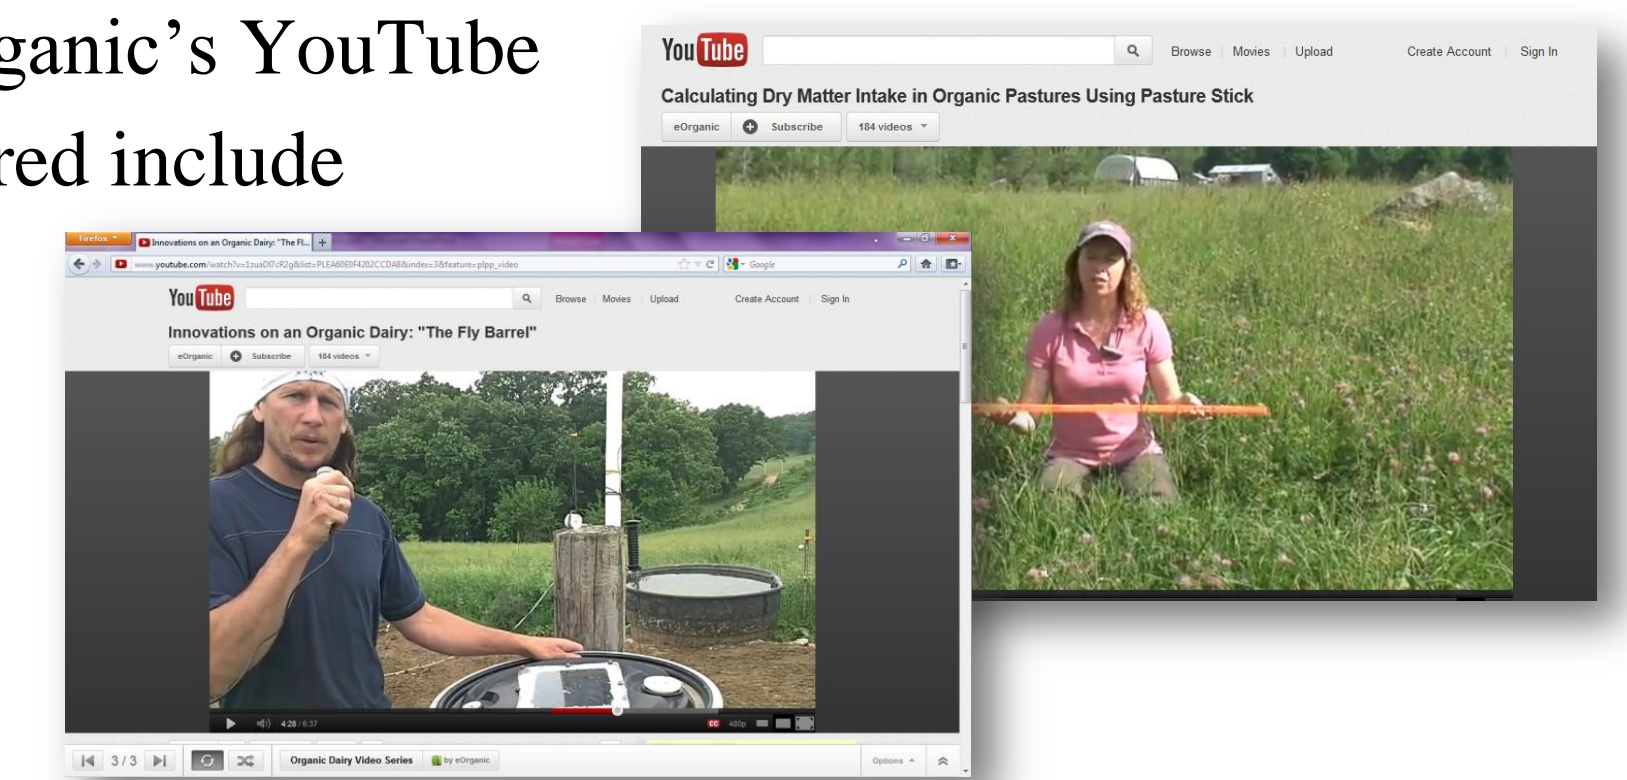 ganic’s YouTube
red include
YouTube
Browse Movies Upload Create Account Sign In
Calculating Dry Matter Intake in Organic Pastures Using Pasture Stick
eOrganic Subscribe 184 videos
Firefox
Innovations on an Organic Dairy: "The Fl...
Google
YouTube
Browse Movies Upload Create Account Sign In
Innovations on an Organic Dairy: "The Fly Barrel"
eOrganic Subscribe 184 videos
4:28 / 6:37 CC 480p
3 / 3 Organic Dairy Video Series by eOrganic Options